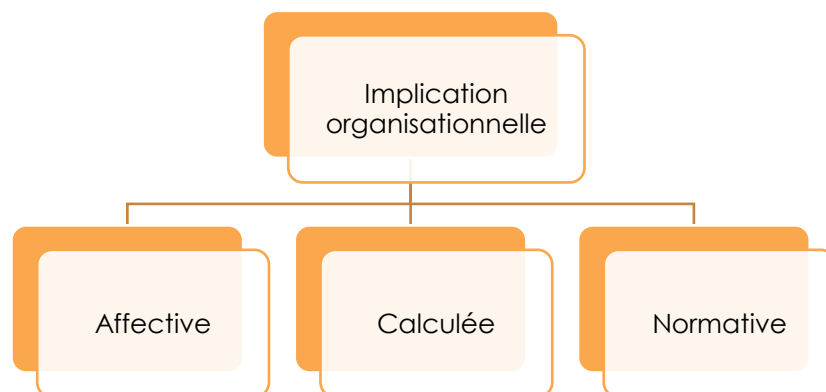 Implication
organisationnelle
Affective
Calculée
Normative